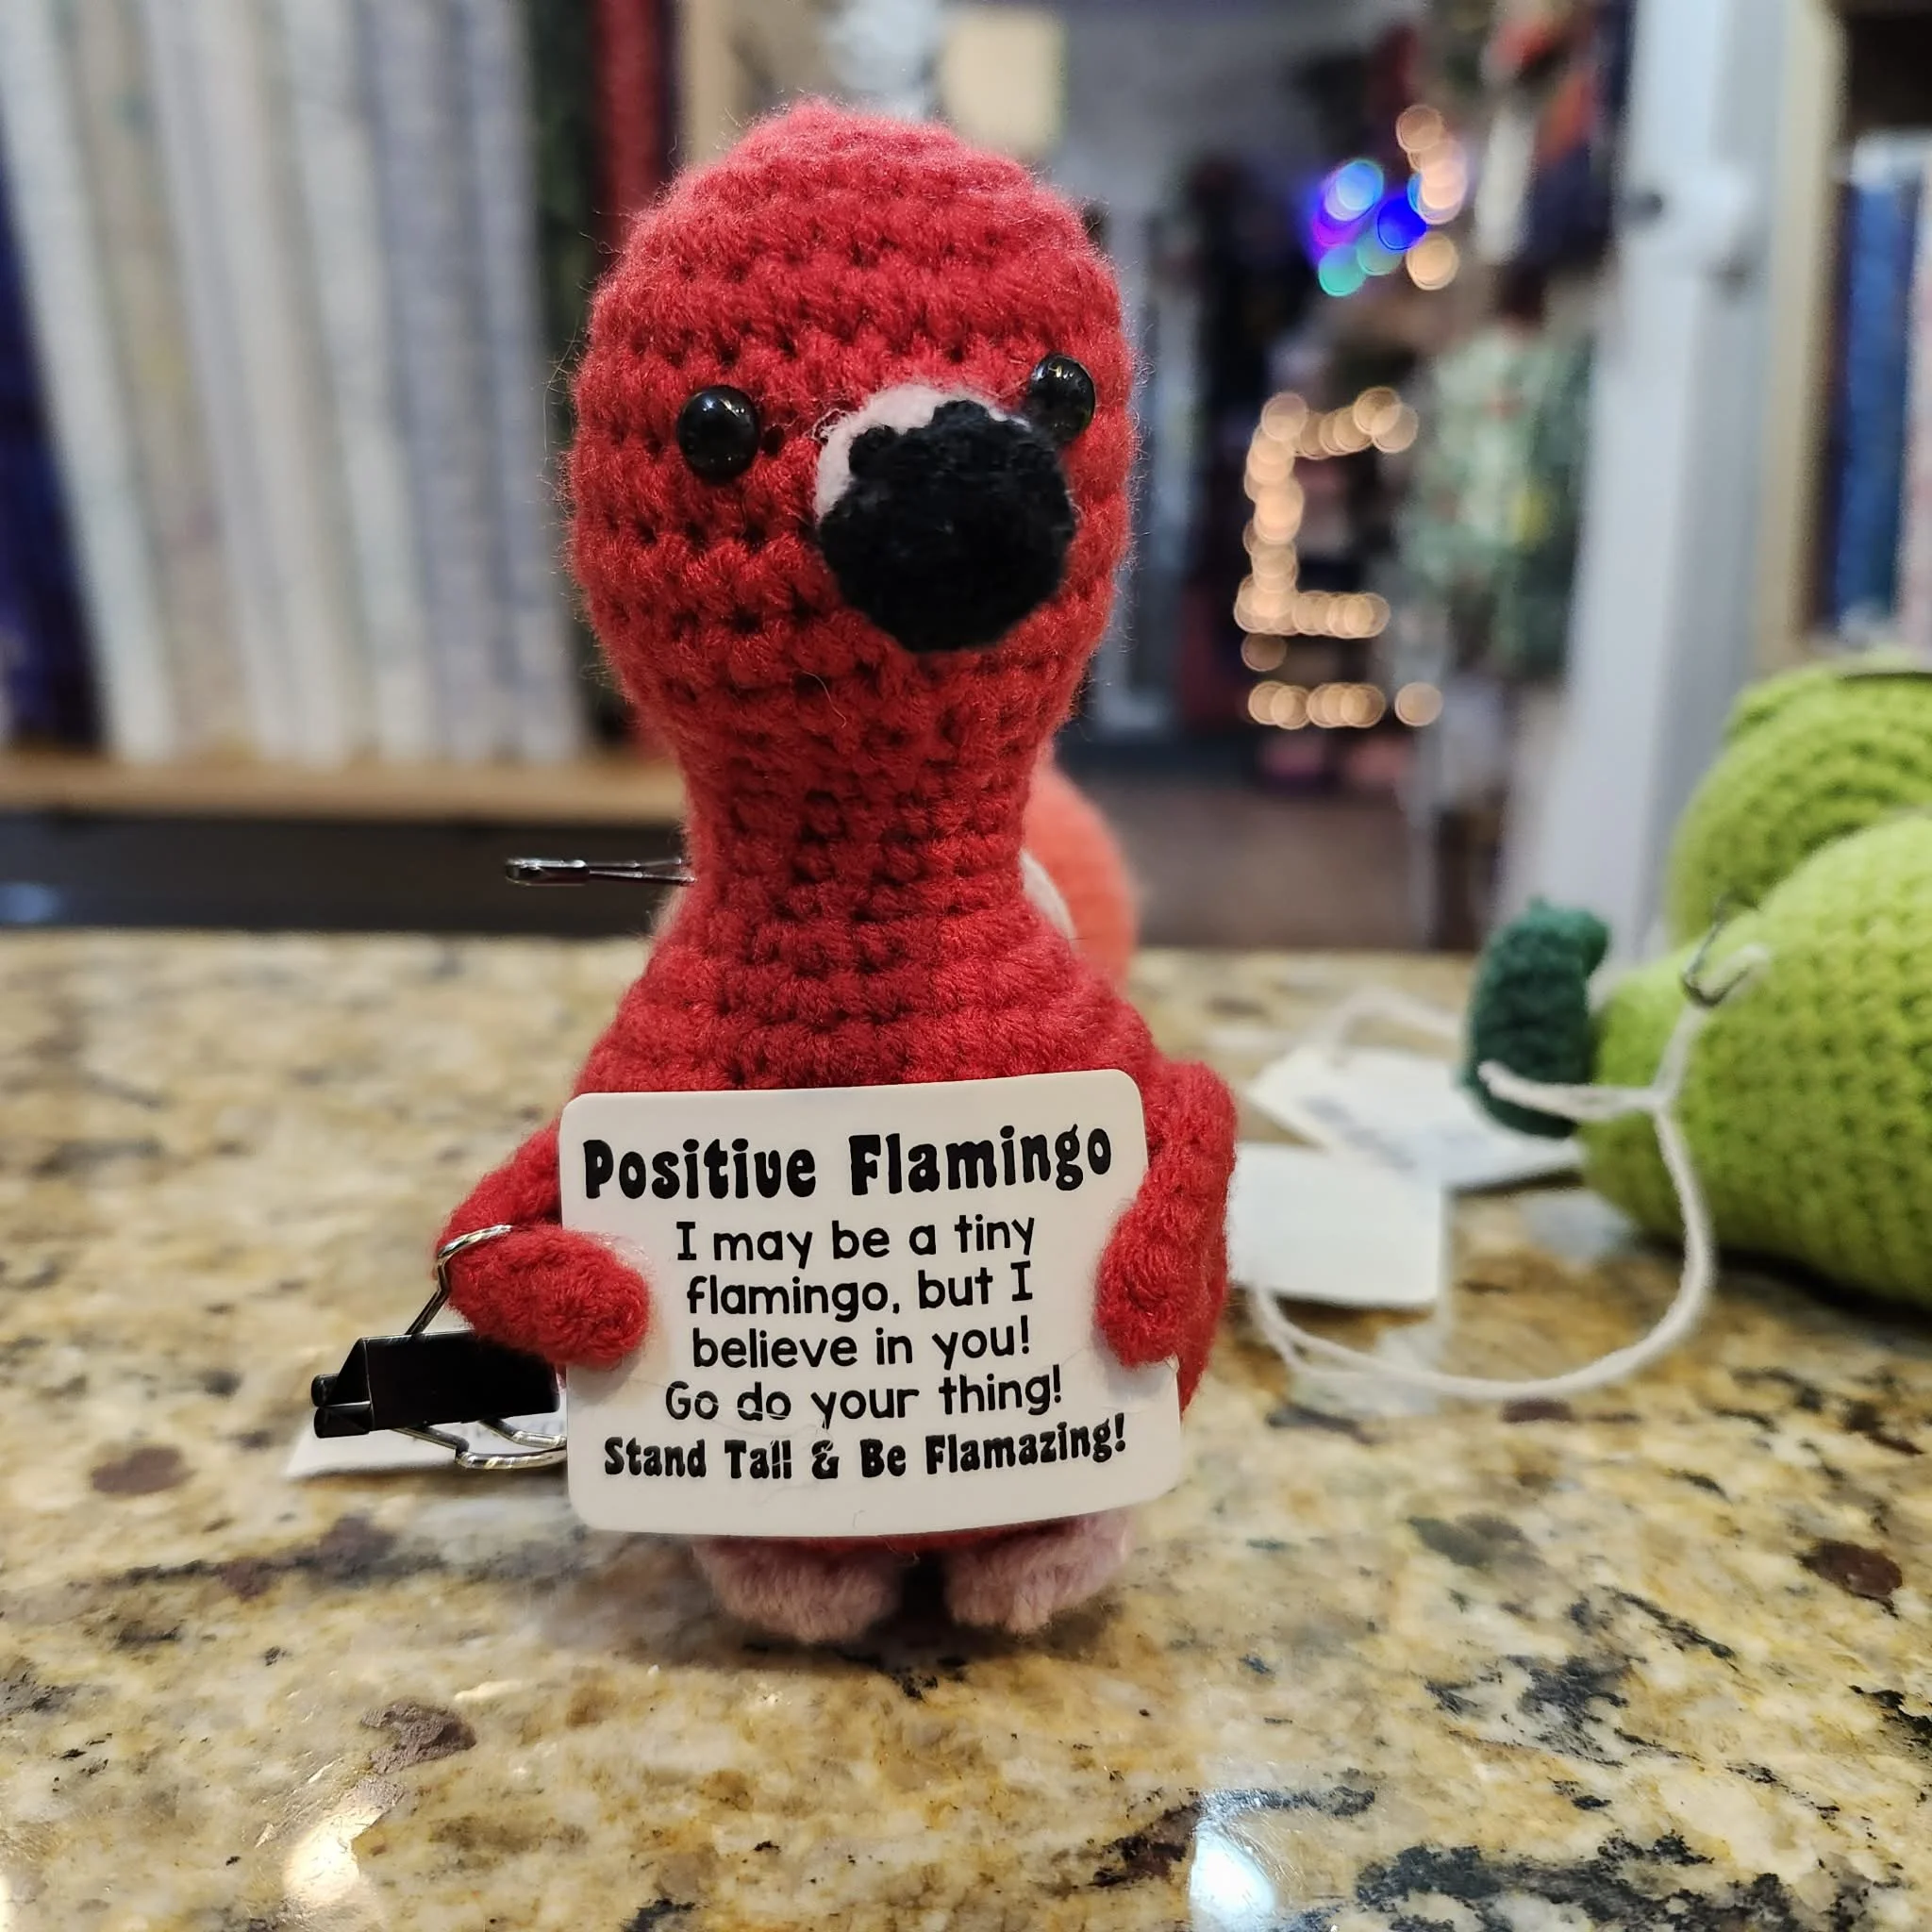 Positive Flamingo
I may be a tiny
flamingo, but I
believe in you!
Go do your thing!
Stand Tall & Be Flamazing!